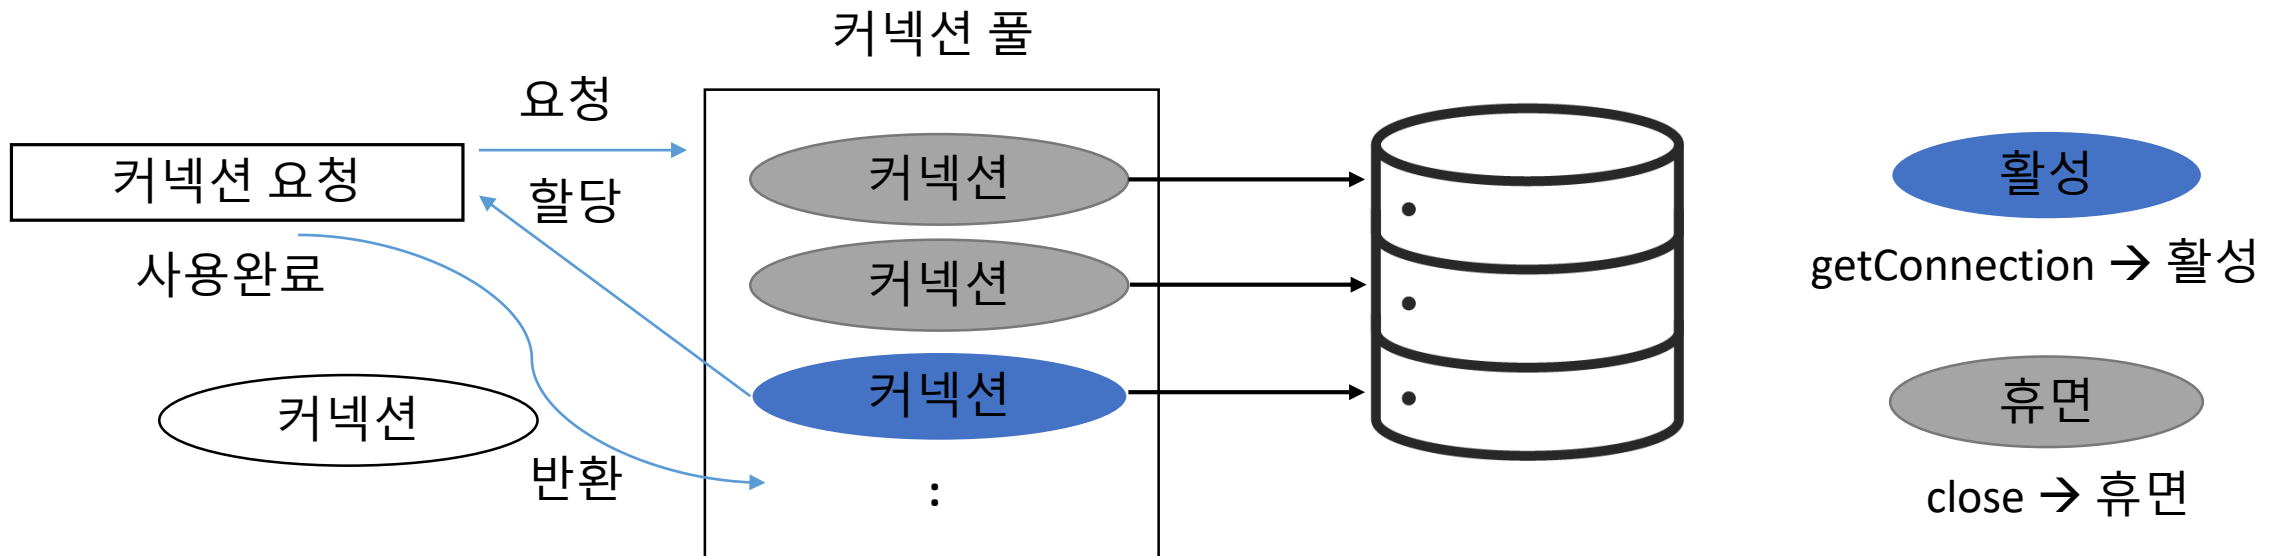 커넥션 풀
요청
커넥션 요청
할당
사용완료
커넥션
반환
커넥션
커넥션
커넥션
:
활성
getConnection → 활성
휴면
close → 휴면